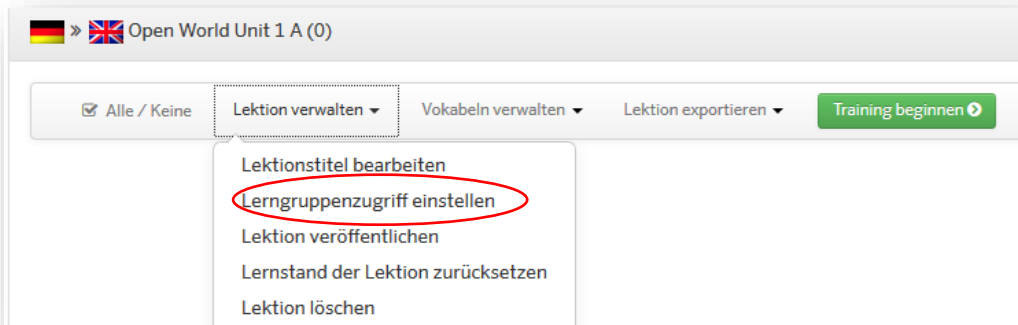 » Open World Unit 1 A (0)
Alle / Keine Lektion verwalten Vokabeln verwalten Lektion exportieren Training beginnen
Lektionstitel bearbeiten
Lerngruppenzugriff einstellen
Lektion veröffentlichen
Lernstand der Lektion zurücksetzen
Lektion löschen